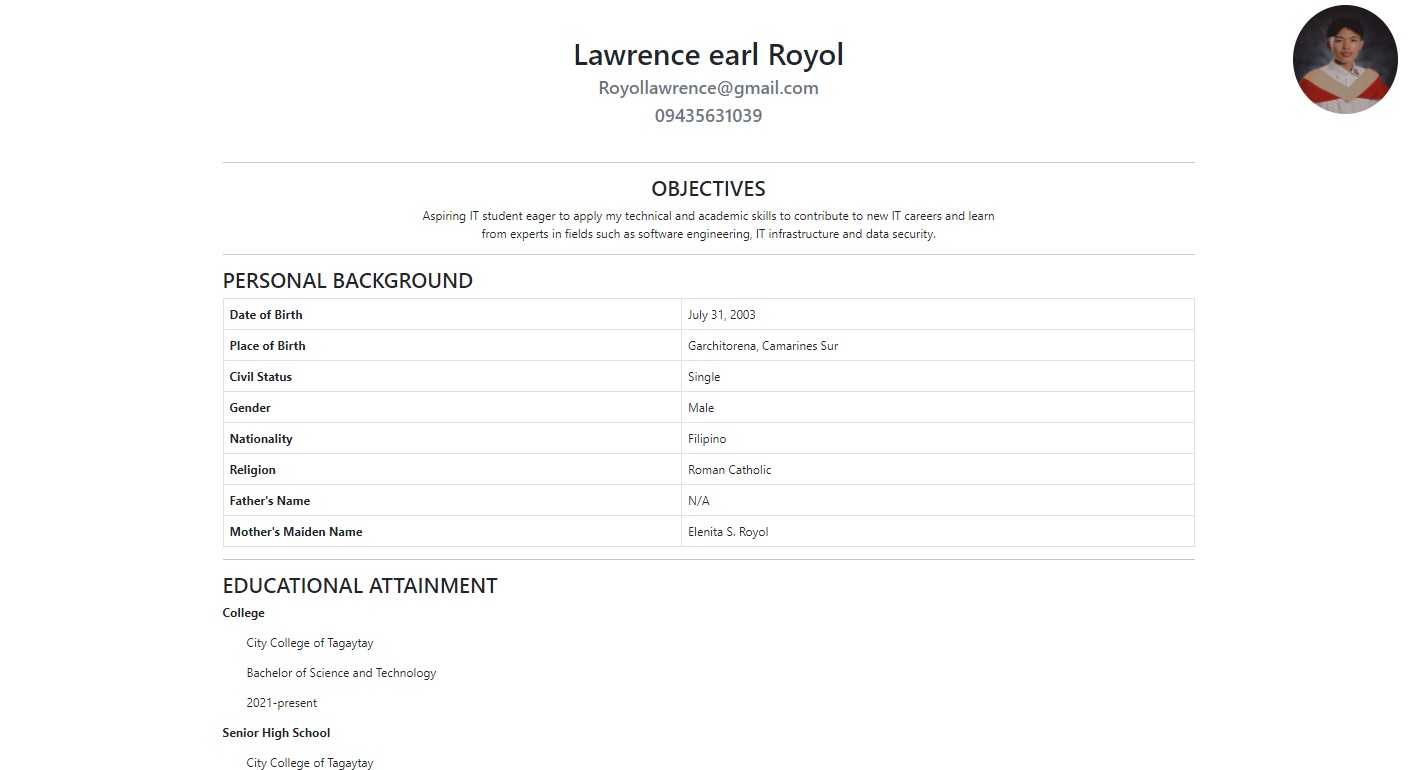 Lawrence earl Royol
Royollawrence@gmail.com
09435631039
OBJECTIVES
Aspiring IT student eager to apply my technical and academic skills to contribute to new IT careers and learn
from experts in fields such as software engineering, IT infrastructure and data security.
PERSONAL BACKGROUND
Date of Birth July 31, 2003
Place of Birth Garchitorena, Camarines Sur
Civil Status Single
Gender Male
Nationality Filipino
Religion Roman Catholic
Father's Name N/A
Mother's Maiden Name Elenita S. Royol
EDUCATIONAL ATTAINMENT
College
City College of Tagaytay
Bachelor of Science and Technology
2021-present
Senior High School
City College of Tagaytay